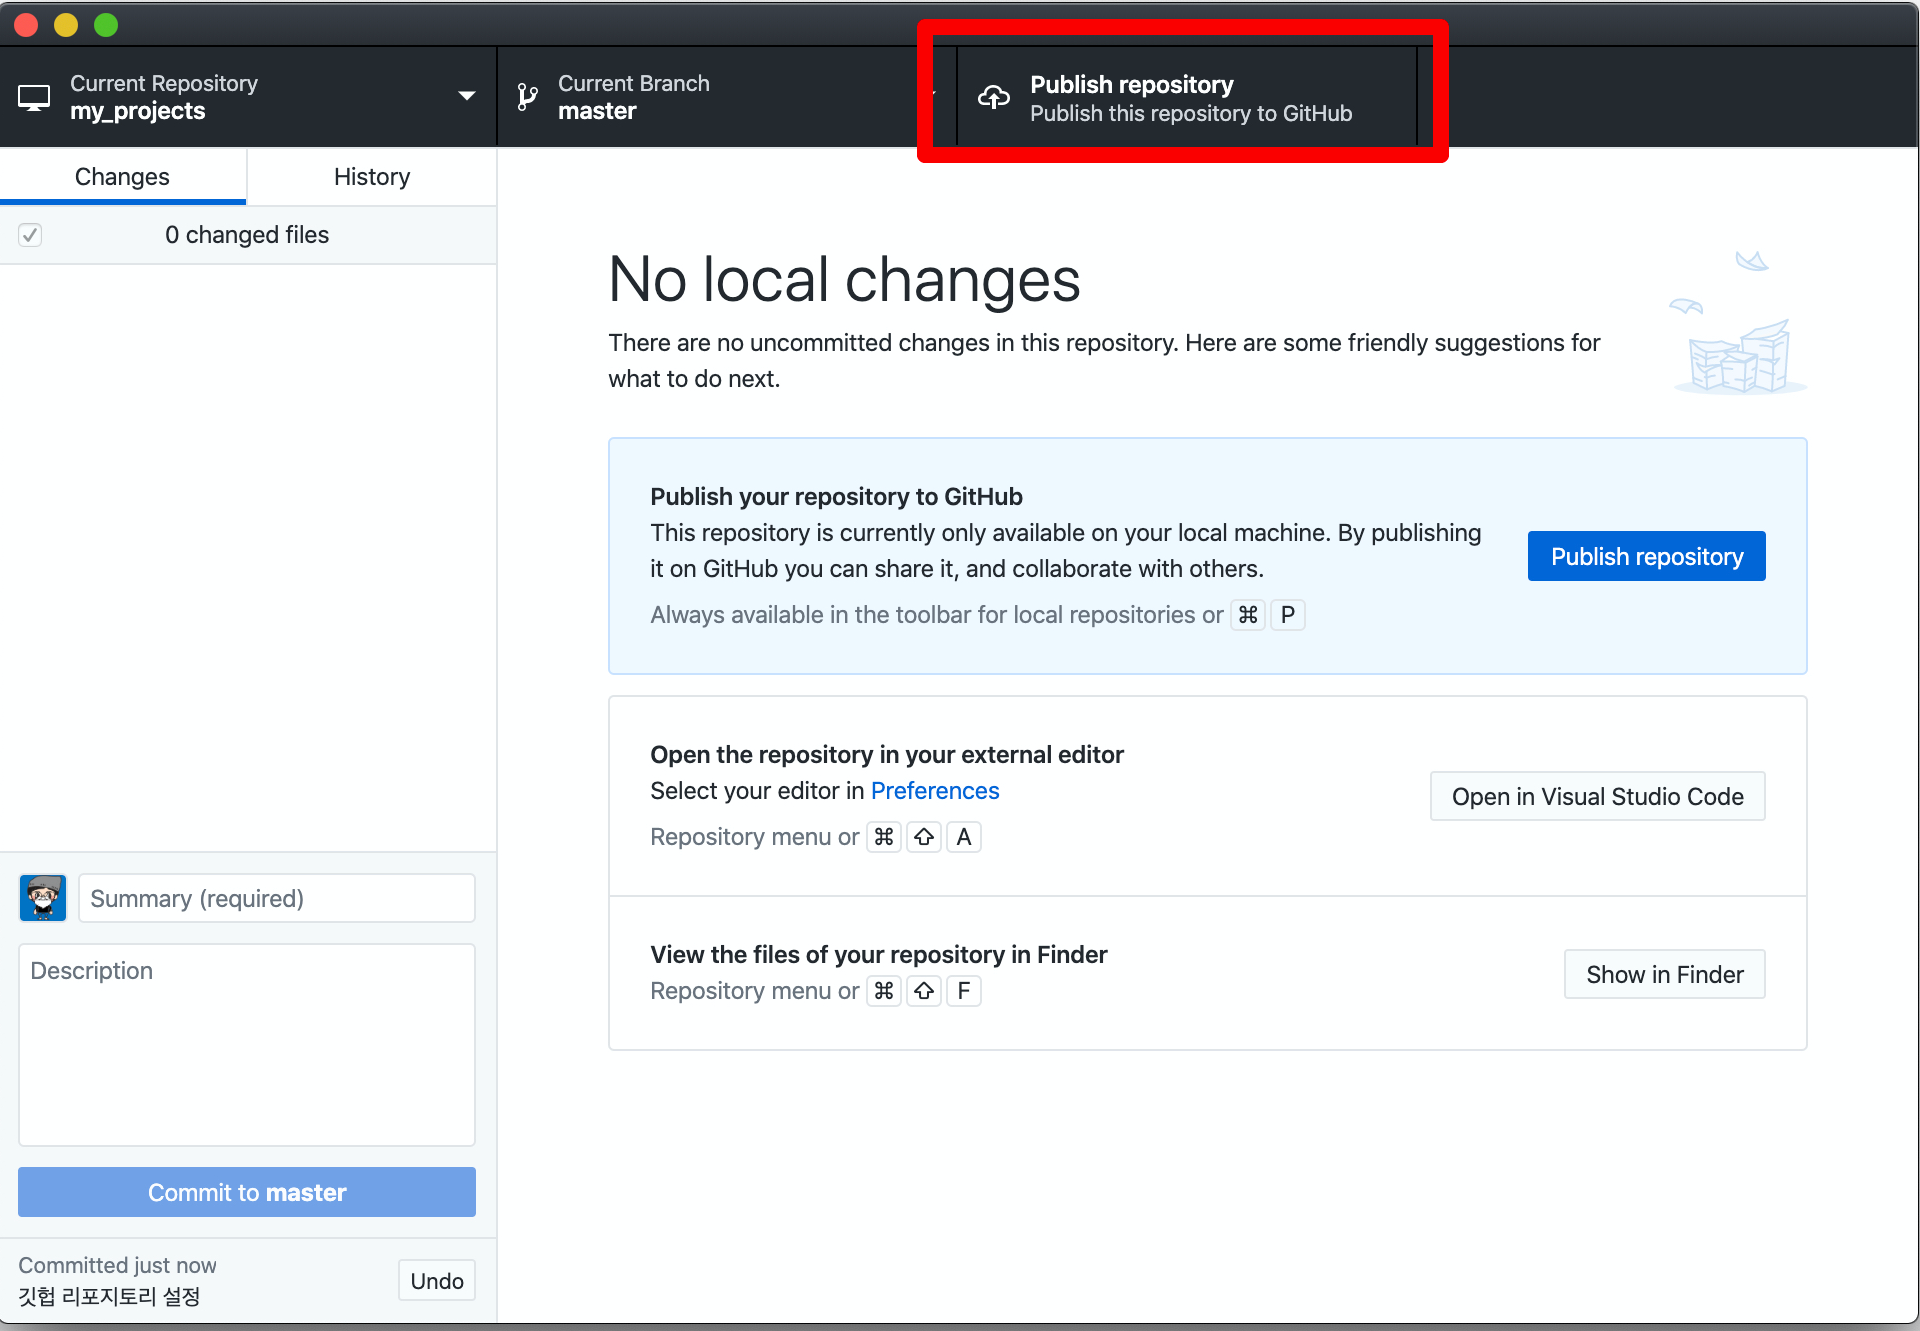 Current Repository
my_projects
Current Branch
master
Publish repository
Publish this repository to GitHub
Changes
History
0 changed files
No local changes
There are no uncommitted changes in this repository. Here are some friendly suggestions for
what to do next.
Publish your repository to GitHub
This repository is currently only available on your local machine. By publishing
it on GitHub you can share it, and collaborate with others.
Always available in the toolbar for local repositories or ⌘ P
Publish repository
Open the repository in your external editor
Select your editor in Preferences
Repository menu or ⌘ ⇧ A
Open in Visual Studio Code
View the files of your repository in Finder
Repository menu or ⌘ ⇧ F
Show in Finder
Summary (required)
Description
Commit to master
Committed just now
깃헙 리포지토리 설정
Undo